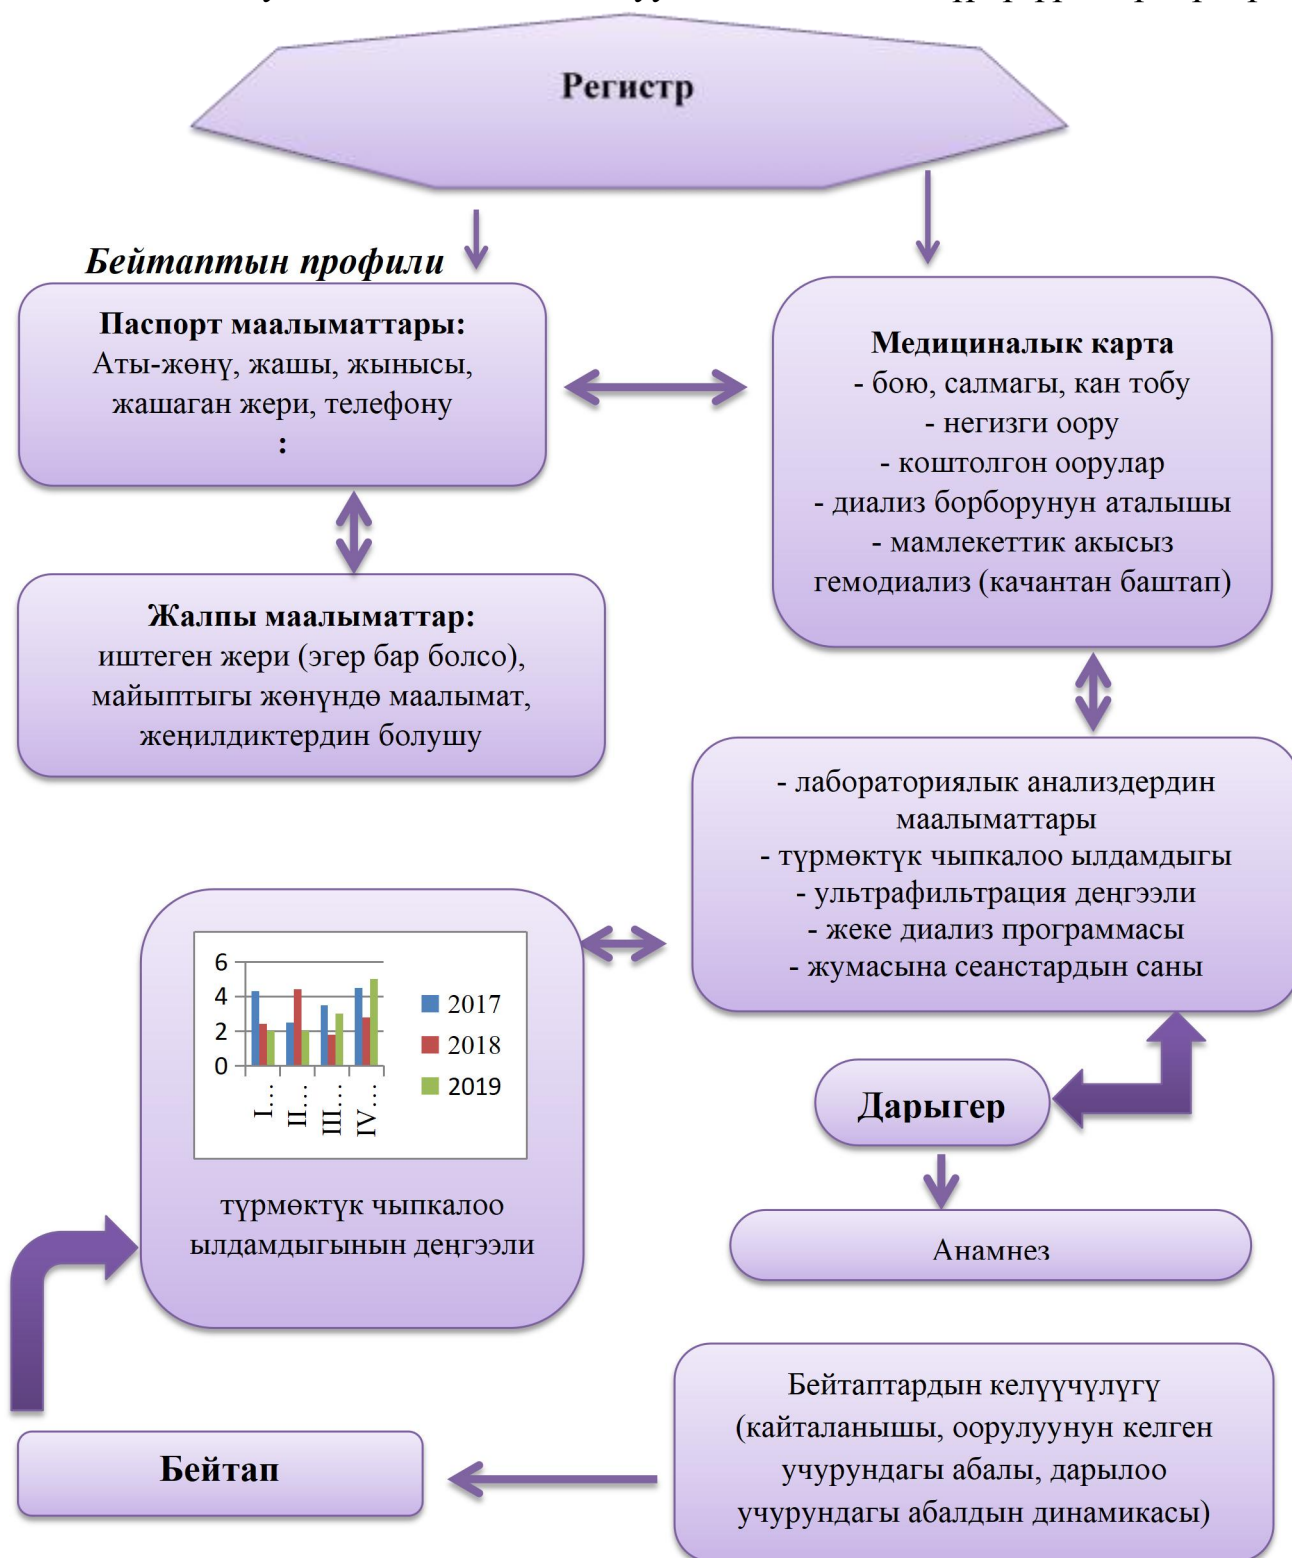 Регистр
Бейтаптын профили
Паспорт маалыматтары:
Аты-жөнү, жашы, жынысы,
жашаган жери, телефону
:
Медициналык карта
- бою, салмагы, кан тобу
- негизги оору
- коштолгон оорулар
- диализ борборунун аталышы
- мамлекеттик акысыз
гемодиализ (качантан баштап)
Жалпы маалыматтар:
иштеген жери (эгер бар болсо),
майыптыгы жөнүндө маалымат,
жеңилдиктердин болушу
- лабораториялык анализдердин
маалыматтары
- түрмөктүк чыпкалоо ылдамдыгы
- ультрафильтрация деңгээли
- жеке диализ программасы
- жумасына сеанстардын саны
6
4
2
0
I…
II…
III…
IV…
2017
2018
2019
түрмөктүк чыпкалоо
ылдамдыгынын деңгээли
Дарыгер
Анамнез
Бейтаптардын келүүчүлүгү
(кайталанышы, оорулуунун келген
учурундагы абалы, дарылоо
учурундагы абалдын динамикасы)
Бейтап